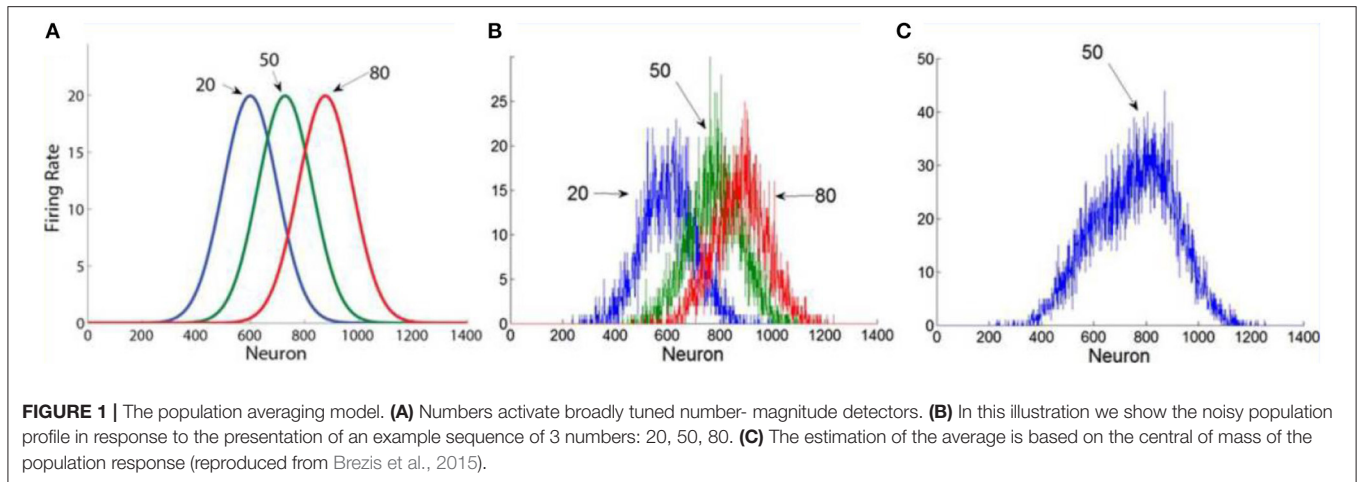 A
50
20
80
20
15
10
5
0
Firing Rate
0 200 400 600 800 1000 1200 1400
Neuron
B
50
20
80
25
20
15
10
5
0
0 200 400 600 800 1000 1200 1400
Neuron
C
50
50
40
30
20
10
0
0 200 400 600 800 1000 1200 1400
Neuron
FIGURE 1 | The population averaging model. (A) Numbers activate broadly tuned number- magnitude detectors. (B) In this illustration we show the noisy population
profile in response to the presentation of an example sequence of 3 numbers: 20, 50, 80. (C) The estimation of the average is based on the central of mass of the
population response (reproduced from Brezis et al., 2015).